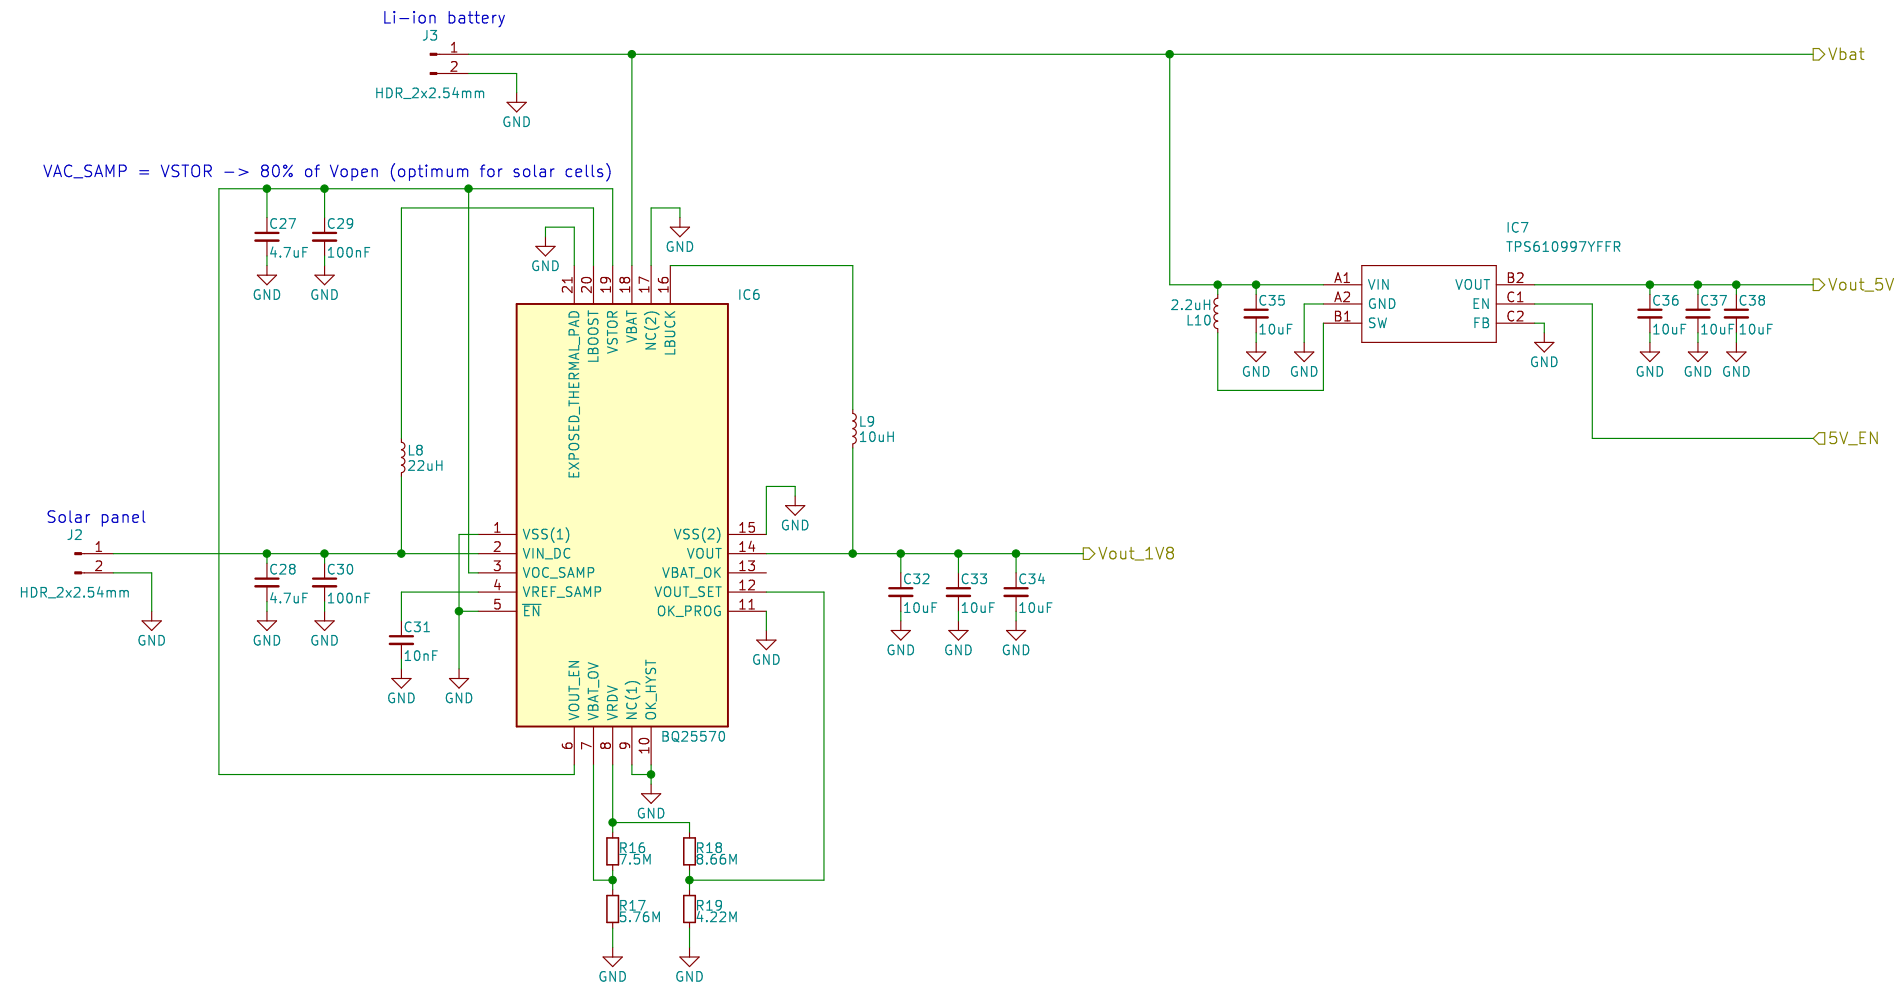 Li-ion battery
J3
1
2
HDR_2x2.54mm
GND
Vbat
VAC_SAMP = VSTOR -> 80% of Vopen (optimum for solar cells)
C27
4.7uF
GND
C29
100nF
GND
GND
GND
21
20
19
18
17
16
EXPOSED_THERMAL_PAD
LBOOST
VSTOR
VBAT
NC(2)
LBUCK
IC6
L8
22uH
L9
10uH
Solar panel
J2
1
2
HDR_2x2.54mm
GND
C28
4.7uF
GND
C30
100nF
GND
C31
10nF
GND
GND
1
2
3
4
5
VSS(1)
VIN_DC
VOC_SAMP
VREF_SAMP
EN
VSS(2)
VOUT
VBAT_OK
VOUT_SET
OK_PROG
15
14
13
12
11
GND
GND
VOUT_EN
VBAT_OV
VRDV
NC(1)
OK_HYST
6
7
8
9
10
BQ25570
GND
R16
7.5M
R18
8.66M
R17
5.76M
R19
4.22M
GND
GND
C32
10uF
GND
C33
10uF
GND
C34
10uF
GND
Vout_1V8
IC7
TPS610997YFFR
2.2uH
L10
C35
10uF
GND
GND
A1
A2
B1
VIN
GND
SW
VOUT
EN
FB
B2
C1
C2
GND
C36
10uF
GND
C37
10uF
GND
C38
10uF
GND
Vout_5V
5V_EN